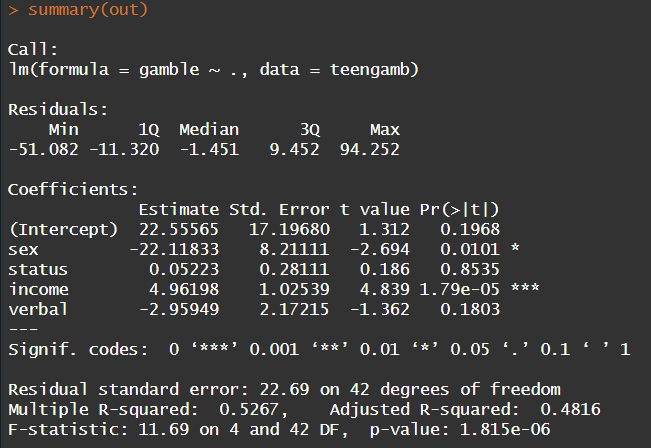 > summary(out)
Call:
lm(formula = gamble ~ ., data = teengamb)
Residuals:
    Min      1Q  Median      3Q     Max
-51.082 -11.320  -1.451   9.452  94.252
Coefficients:
             Estimate Std. Error t value Pr(>|t|)
(Intercept)  22.55565   17.19680   1.312   0.1968
sex         -22.11833    8.21111  -2.694   0.0101 *
status        0.05223    0.28111   0.186   0.8535
income        4.96198    1.02539   4.839 1.79e-05 ***
verbal       -2.95949    2.17215  -1.362   0.1803
---
Signif. codes:  0 ‘***’ 0.001 ‘**’ 0.01 ‘*’ 0.05 ‘.’ 0.1 ‘ ’ 1
Residual standard error: 22.69 on 42 degrees of freedom
Multiple R-squared:  0.5267,    Adjusted R-squared:  0.4816
F-statistic: 11.69 on 4 and 42 DF,  p-value: 1.815e-06